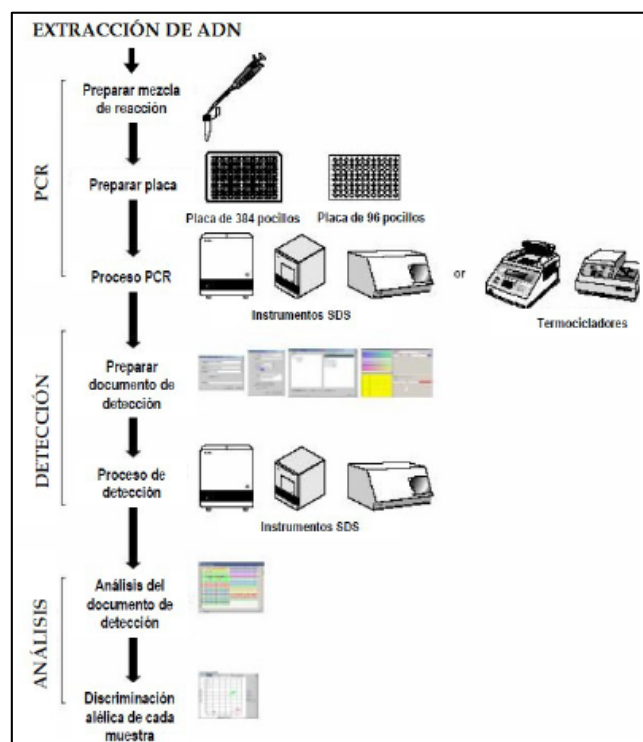 EXTRACCIÓN DE ADN
Preparar mezcla
de reacción
PCR
Preparar placa
Placa de 384 pocillos
Placa de 96 pocillos
Proceso PCR
or
Instrumentos SDS
Termocicladores
Preparar
documento de
detección
DETECCIÓN
Proceso de
detección
Instrumentos SDS
Análisis del
documento de
detección
ANÁLISIS
Discriminación
alélica de cada
muestra